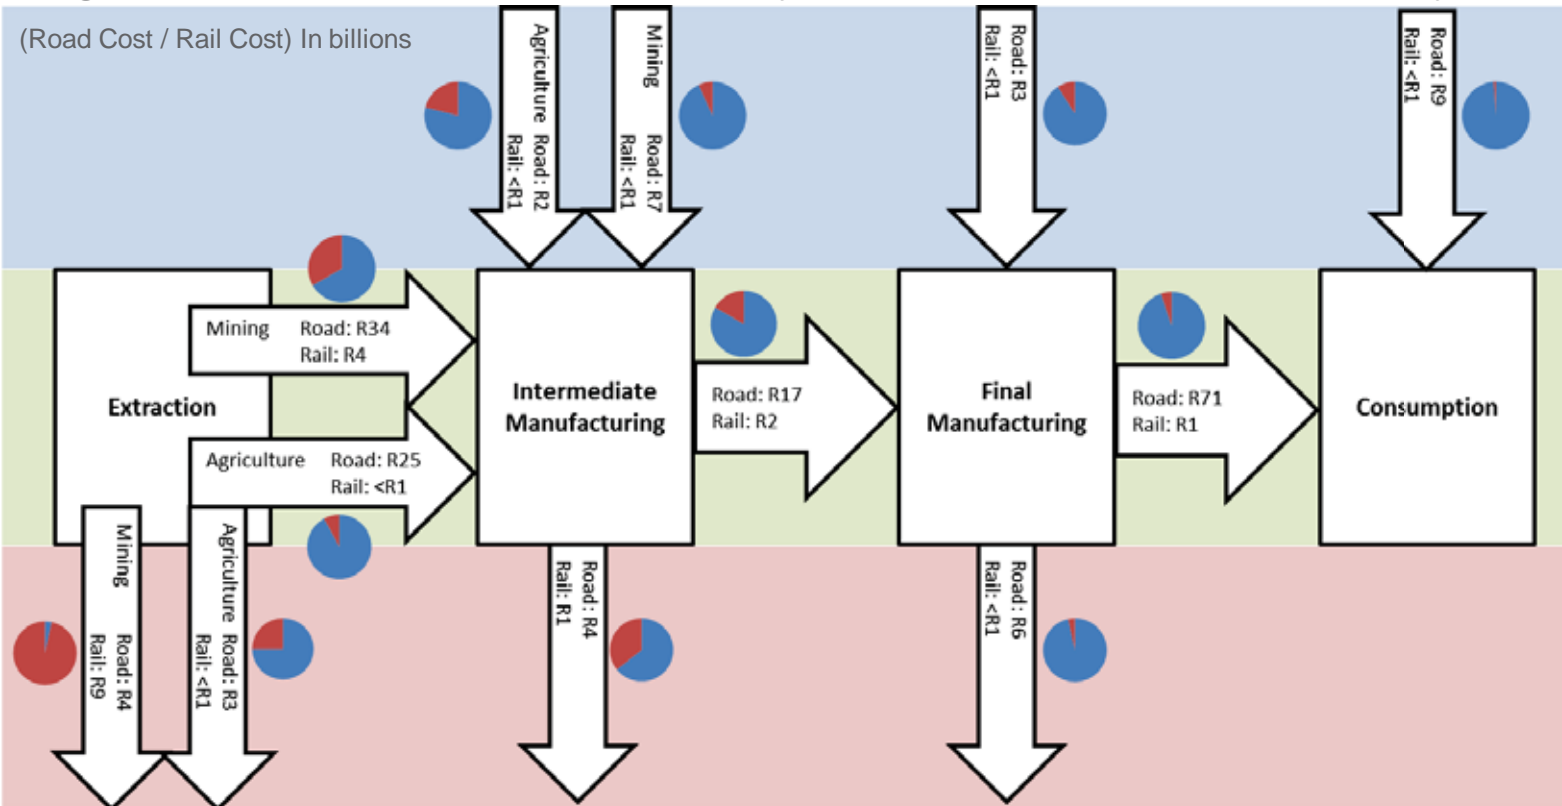 (Road Cost / Rail Cost) In billions
Agriculture Road: R2
Rail: <R1
Mining Road: R7
Rail: <R1
Road: R3
Rail: <R1
Road: R9
Rail: <R1
Extraction
Mining Road: R34
Rail: R4
Agriculture Road: R25
Rail: <R1
Intermediate
Manufacturing
Road: R17
Rail: R2
Final
Manufacturing
Road: R71
Rail: R1
Consumption
Mining Road: R4
Rail: R9
Agriculture Road: R3
Rail: <R1
Road: R4
Rail: R1
Road: R6
Rail: <R1